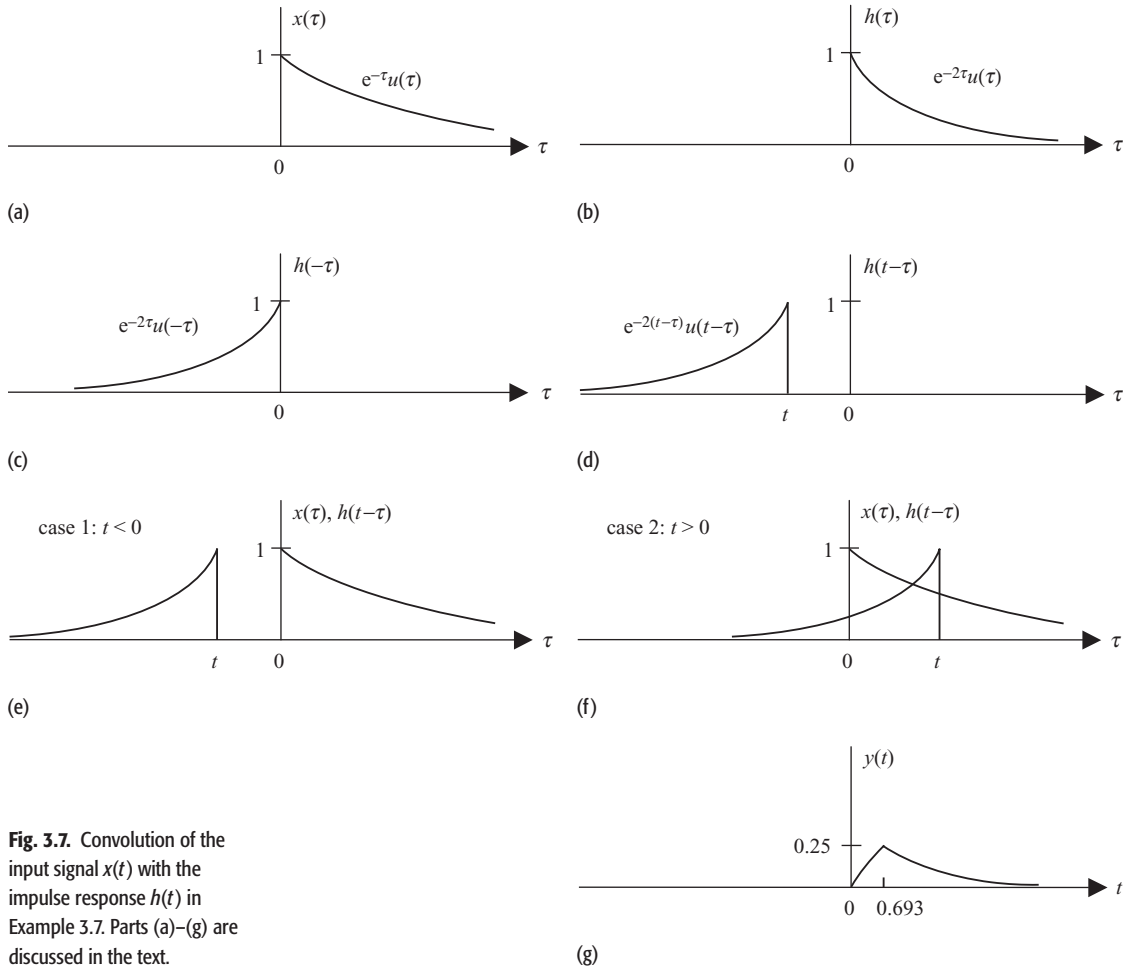 x(τ)
1
e^{−τ}u(τ)
τ
0
(a)
h(τ)
1
e^{−2τ}u(τ)
τ
0
(b)
h(−τ)
1
e^{−2τ}u(−τ)
τ
0
(c)
h(t−τ)
1
e^{−2(t−τ)}u(t−τ)
τ
t
0
(d)
case 1: t < 0
x(τ), h(t−τ)
1
τ
t
0
(e)
case 2: t > 0
x(τ), h(t−τ)
1
τ
0
t
(f)
y(t)
0.25
t
0
0.693
(g)
Fig. 3.7. Convolution of the
input signal x(t) with the
impulse response h(t) in
Example 3.7. Parts (a)–(g) are
discussed in the text.